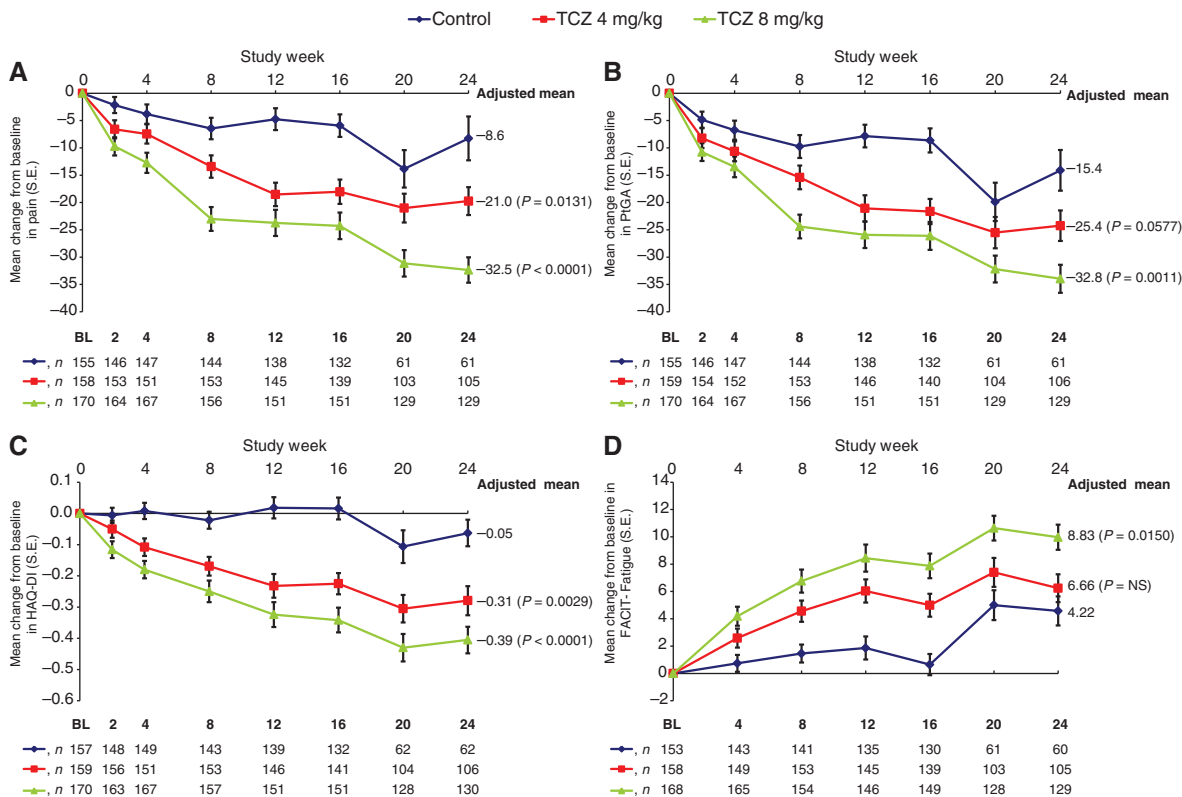 Control TCZ 4 mg/kg TCZ 8 mg/kg
A
Study week
0 2 4 8 12 16 20 24
Adjusted mean
Mean change from baseline
in pain (S.E.)
0
−5
−10
−15
−20
−25
−30
−35
−40
−8.6
−21.0 (P = 0.0131)
−32.5 (P < 0.0001)
BL 2 4 8 12 16 20 24
, n 155 146 147 144 138 132 61 61
, n 158 153 151 153 145 139 103 105
, n 170 164 167 156 151 151 129 129
B
Study week
0 2 4 8 12 16 20 24
Adjusted mean
Mean change from baseline
in PtGA (S.E.)
0
−5
−10
−15
−20
−25
−30
−35
−40
−15.4
−25.4 (P = 0.0577)
−32.8 (P = 0.0011)
BL 2 4 8 12 16 20 24
, n 155 146 147 144 138 132 61 61
, n 159 154 152 153 146 140 104 106
, n 170 164 167 156 151 151 129 129
C
Study week
0 4 8 12 16 20 24
Adjusted mean
Mean change from baseline
in HAQ-DI (S.E.)
0.1
0.0
−0.1
−0.2
−0.3
−0.4
−0.5
−0.6
−0.05
−0.31 (P = 0.0029)
−0.39 (P < 0.0001)
BL 2 4 8 12 16 20 24
, n 157 148 149 143 139 132 62 62
, n 159 156 151 153 146 141 104 106
, n 170 163 167 157 151 151 128 130
D
Study week
0 4 8 12 16 20 24
Adjusted mean
Mean change from baseline in
FACIT- Fatigue (S.E.)
14
12
10
8
6
4
2
0
−2
8.83 (P = 0.0150)
6.66 (P = NS)
4.22
BL 4 8 12 16 20 24
, n 153 143 141 135 130 61 60
, n 158 149 153 145 139 103 105
, n 168 165 154 146 149 128 129